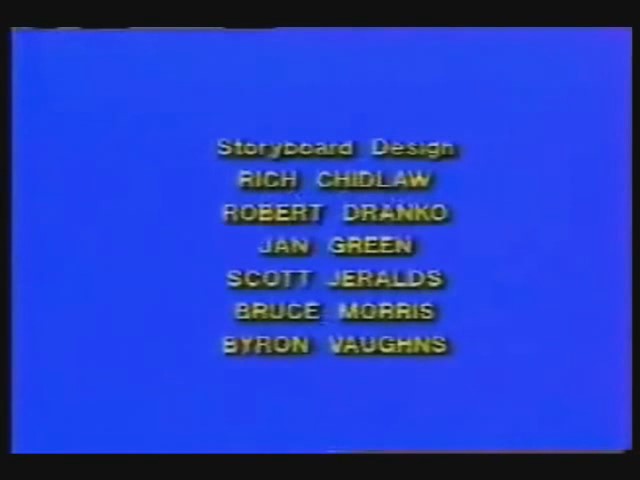 Storyboard Design
RICH CHIDLAW
ROBERT DRANKO
JAN GREEN
SCOTT JERALDS
BRUCE MORRIS
BYRON VAUGHNS